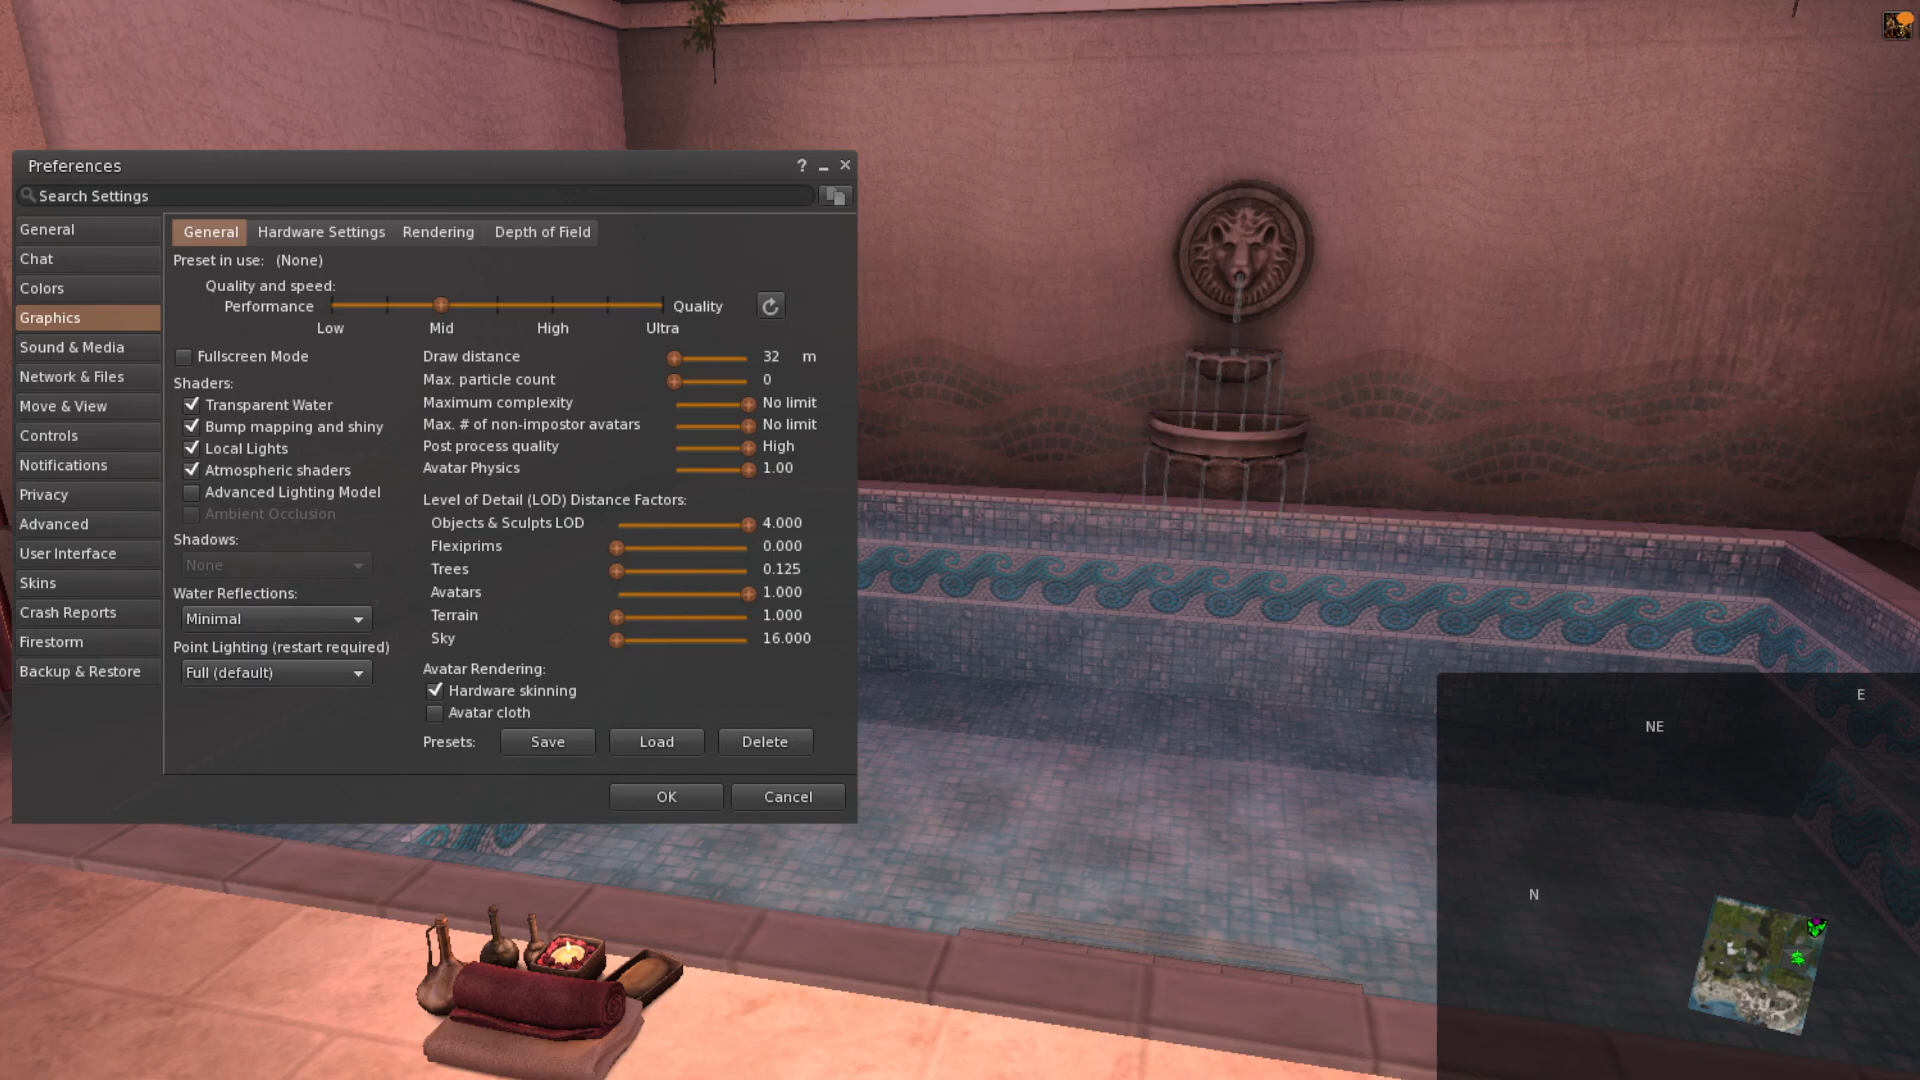 Preferences
?
Search Settings
General
Chat
Colors
Graphics
Sound & Media
Network & Files
Move & View
Controls
Notifications
Privacy
Advanced
User Interface
Skins
Crash Reports
Firestorm
Backup & Restore
General Hardware Settings Rendering Depth of Field
Preset in use: (None)
Quality and speed:
Performance Quality
Low Mid High Ultra
Fullscreen Mode
Shaders:
Transparent Water
Bump mapping and shiny
Local Lights
Atmospheric shaders
Advanced Lighting Model
Ambient Occlusion
Shadows:
None
Water Reflections:
Minimal
Point Lighting (restart required)
Full (default)
Draw distance 32 m
Max. particle count 0
Maximum complexity No limit
Max. # of non-impostor avatars No limit
Post process quality High
Avatar Physics 1.00
Level of Detail (LOD) Distance Factors:
Objects & Sculpts LOD 4.000
Flexiprims 0.000
Trees 0.125
Avatars 1.000
Terrain 1.000
Sky 16.000
Avatar Rendering:
Hardware skinning
Avatar cloth
Presets: Save Load Delete
OK Cancel
E
NE
N